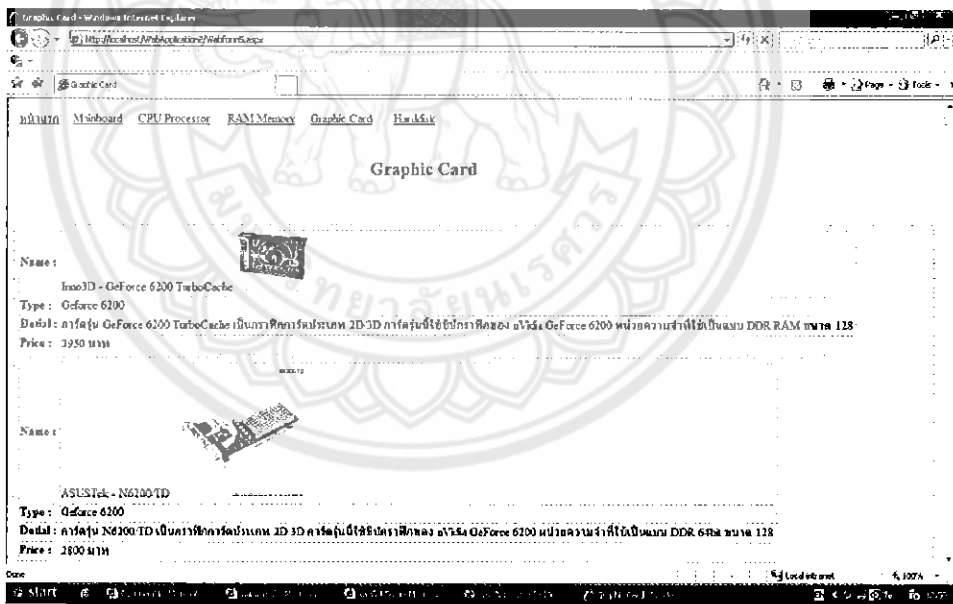 Graphic Card - Windows Internet Explorer
http://localhost/WebApplication2/WebForm5.aspx
Graphic Card
Page
Tools
หน้าแรก Mainboard CPU Processor RAM Memory Graphic Card Harddisk
Graphic Card
Name :
Inno3D - GeForce 6200 TurboCache
Type : Geforce 6200
Detial : การ์ดรุ่น GeForce 6200 TurboCache เป็นกราฟิคการ์ดประเภท 2D/3D การ์ดรุ่นนี้ใช้ชิปกราฟิกของ nVidia GeForce 6200 หน่วยความจำที่ใช้เป็นแบบ DDR RAM ขนาด 128
Price : 3950 บาท
Name :
ASUSTek - N6200/TD
Type : Geforce 6200
Detial : การ์ดรุ่น N6200/TD เป็นกราฟิกการ์ดประเภท 2D/3D การ์ดรุ่นนี้ใช้ชิปกราฟิกของ nVidia GeForce 6200 หน่วยความจำที่ใช้เป็นแบบ DDR 64bit ขนาด 128
Price : 2800 บาท
Done
Local intranet
100%
start